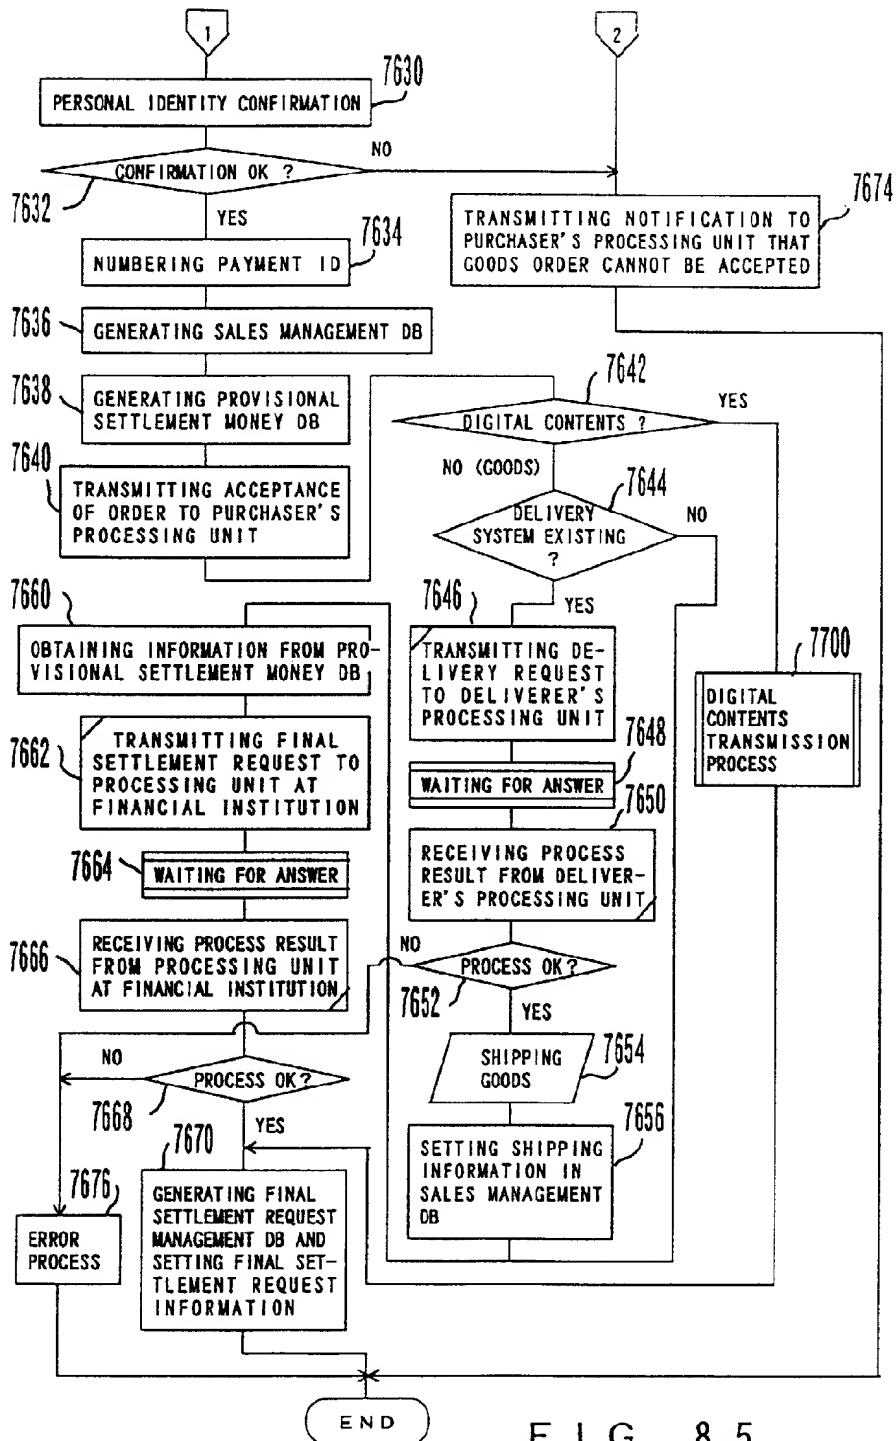 1
2
7630
PERSONAL IDENTITY CONFIRMATION
NO
CONFIRMATION OK ?
7632
YES
7674
TRANSMITTING NOTIFICATION TO
PURCHASER'S PROCESSING UNIT THAT
GOODS ORDER CANNOT BE ACCEPTED
7634
NUMBERING PAYMENT ID
7636
GENERATING SALES MANAGEMENT DB
7638
GENERATING PROVISIONAL
SETTLEMENT MONEY DB
7640
TRANSMITTING ACCEPTANCE
OF ORDER TO PURCHASER'S
PROCESSING UNIT
7642
YES
DIGITAL CONTENTS ?
NO (GOODS)
7644
DELIVERY
SYSTEM EXISTING
?
NO
YES
7646
TRANSMITTING DE-
LIVERY REQUEST
TO DELIVERER'S
PROCESSING UNIT
7648
WAITING FOR ANSWER
7650
RECEIVING PROCESS
RESULT FROM DELIVER-
ER'S PROCESSING UNIT
NO
PROCESS OK?
7652
YES
SHIPPING
GOODS
7654
7656
SETTING SHIPPING
INFORMATION IN
SALES MANAGEMENT
DB
7700
DIGITAL
CONTENTS
TRANSMISSION
PROCESS
7660
OBTAINING INFORMATION FROM PRO-
VISIONAL SETTLEMENT MONEY DB
7662
TRANSMITTING FINAL
SETTLEMENT REQUEST TO
PROCESSING UNIT AT
FINANCIAL INSTITUTION
7664
WAITING FOR ANSWER
7666
RECEIVING PROCESS RESULT
FROM PROCESSING UNIT
AT FINANCIAL INSTITUTION
NO
PROCESS OK?
7668
YES
7670
GENERATING FINAL
SETTLEMENT REQUEST
MANAGEMENT DB AND
SETTING FINAL SET-
TLEMENT REQUEST
INFORMATION
7676
ERROR
PROCESS
END
FIG. 85